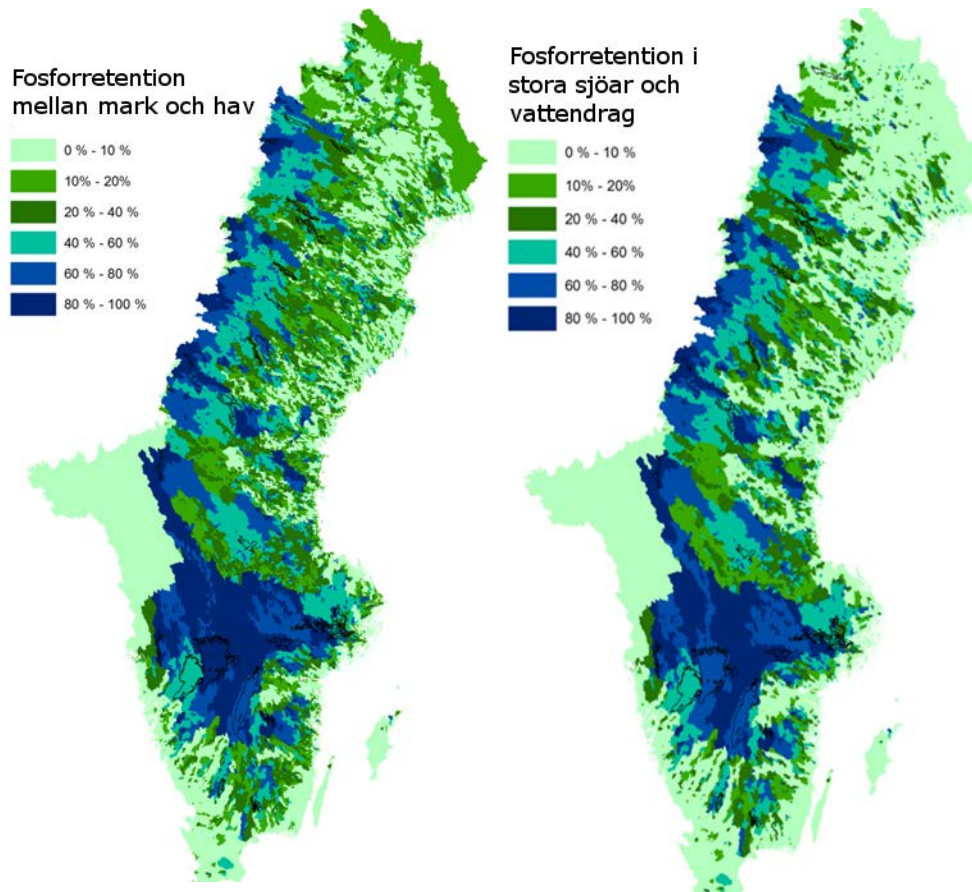 Fosforretention
mellan mark och hav
0 % - 10 %
10% - 20%
20 % - 40 %
40 % - 60 %
60 % - 80 %
80 % - 100 %
Fosforretention i
stora sjöar och
vattendrag
0 % - 10 %
10% - 20%
20 % - 40 %
40 % - 60 %
60 % - 80 %
80 % - 100 %